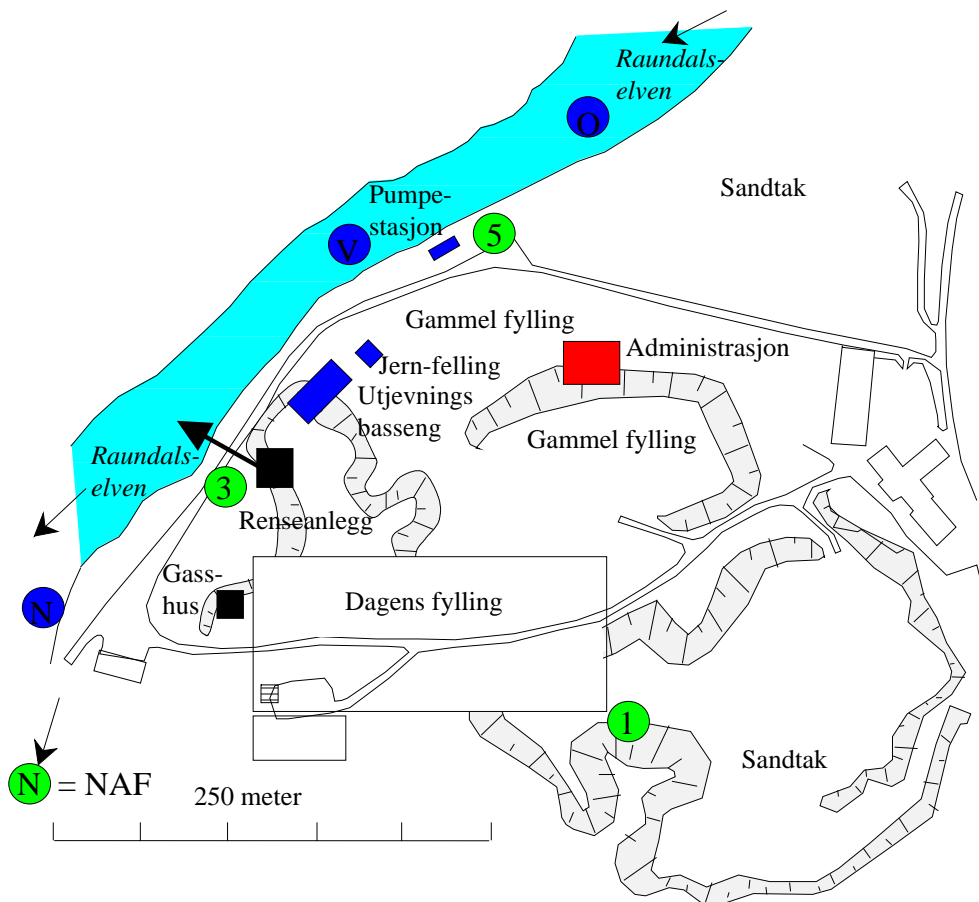 Raundals-
elven
O
Sandtak
Pumpe-
stasjon
V
5
Gammel fylling
Administrasjon
Jern-felling
Utjevnings
basseng
Gammel fylling
Raundals-
elven
3
Renseanlegg
Gass-
hus
Dagens fylling
N
1
Sandtak
N = NAF
250 meter